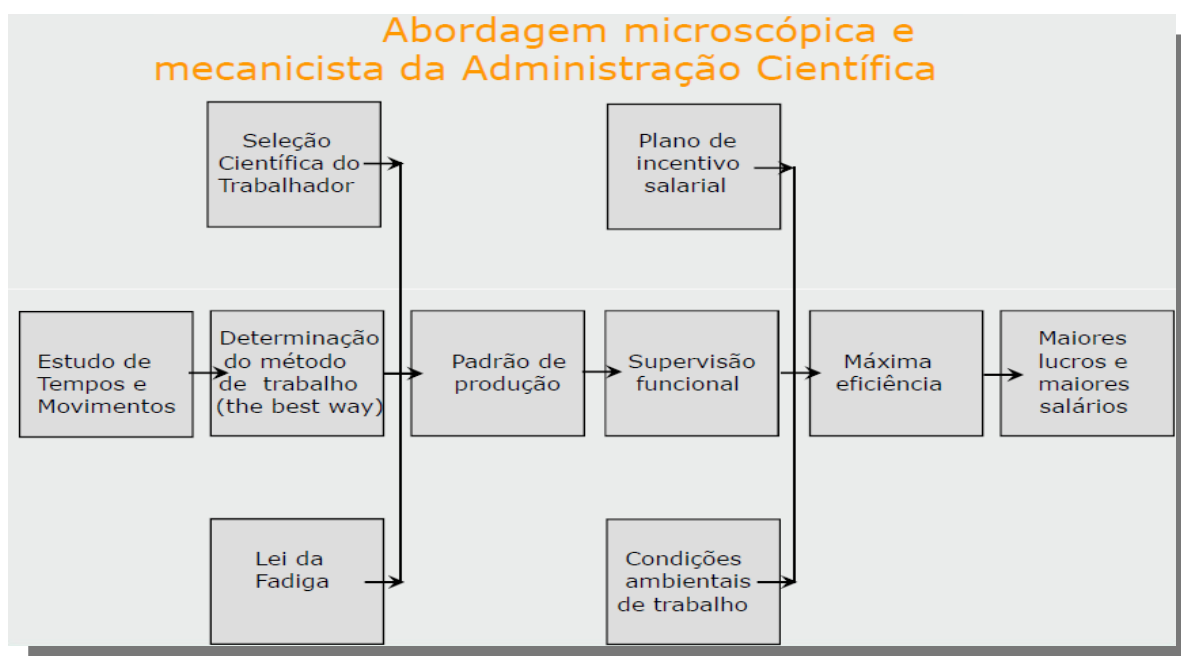 Abordagem microscópica e
mecanicista da Administração Científica
Seleção
Científica do
Trabalhador
Plano de
incentivo
salarial
Estudo de
Tempos e
Movimentos
Determinação
do método
de trabalho
(the best way)
Padrão de
produção
Supervisão
funcional
Máxima
eficiência
Maiores
lucros e
maiores
salários
Lei da
Fadiga
Condições
ambientais
de trabalho